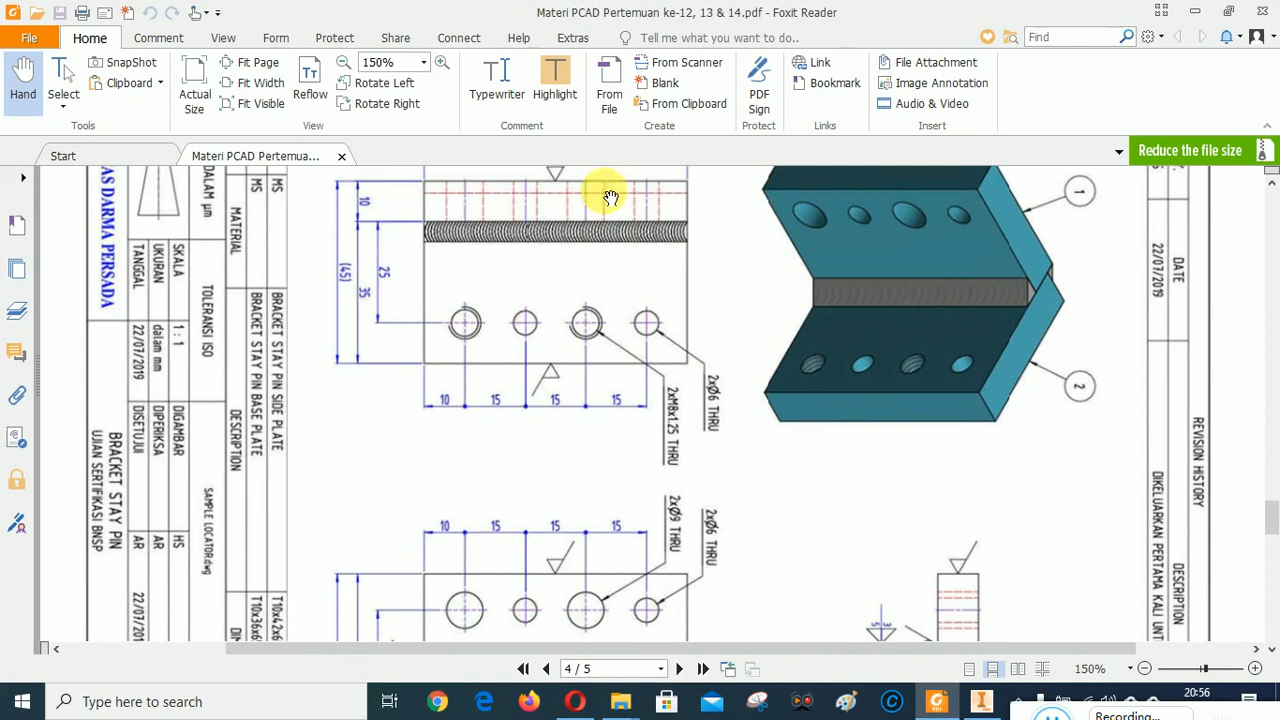 Materi PCAD Pertemuan ke-12, 13 & 14.pdf - Foxit Reader
File Home Comment View Form Protect Share Connect Help Extras Tell me what you want to do.. Find
Hand
Select
SnapShot
Clipboard
Tools
Actual Size
Fit Page
Fit Width
Fit Visible
Reflow
150%
Rotate Left
Rotate Right
View
Typewriter
Highlight
Comment
From File
From Scanner
Blank
From Clipboard
Create
PDF Sign
Protect
Link
Bookmark
Links
File Attachment
Image Annotation
Audio & Video
Insert
Start
Materi PCAD Pertemua...
Reduce the file size
DALAM µm
AS DARMA PERSADA
TANGGAL
UKURAN
SKALA
22/07/2019
dalam mm
1 : 1
MATERIAL
MS
MS
TOLERANSI ISO
DISETUJUI
DIPERIKSA
DIGAMBAR
AR
AR
HS
22/07/201
BRACKET STAY PIN
UJIAN SERTIFIKASI BNSP
SAMPLE LOCATOR.dwg
DESCRIPTION
BRACKET STAY PIN BASE PLATE
BRACKET STAY PIN SIDE PLATE
T10x36x6
T10x42x6
10
(45)
35
25
10 15 15 15
2xM8x1.25 THRU
2xØ6 THRU
10 15 15 15
2xØ9 THRU
2xØ6 THRU
1
2
DATE
22/07/2019
REVISION HISTORY
DESCRIPTION
DIKELUARKAN PERTAMA KALI UNT
4 / 5
150%
Type here to search
20:56
Recording...